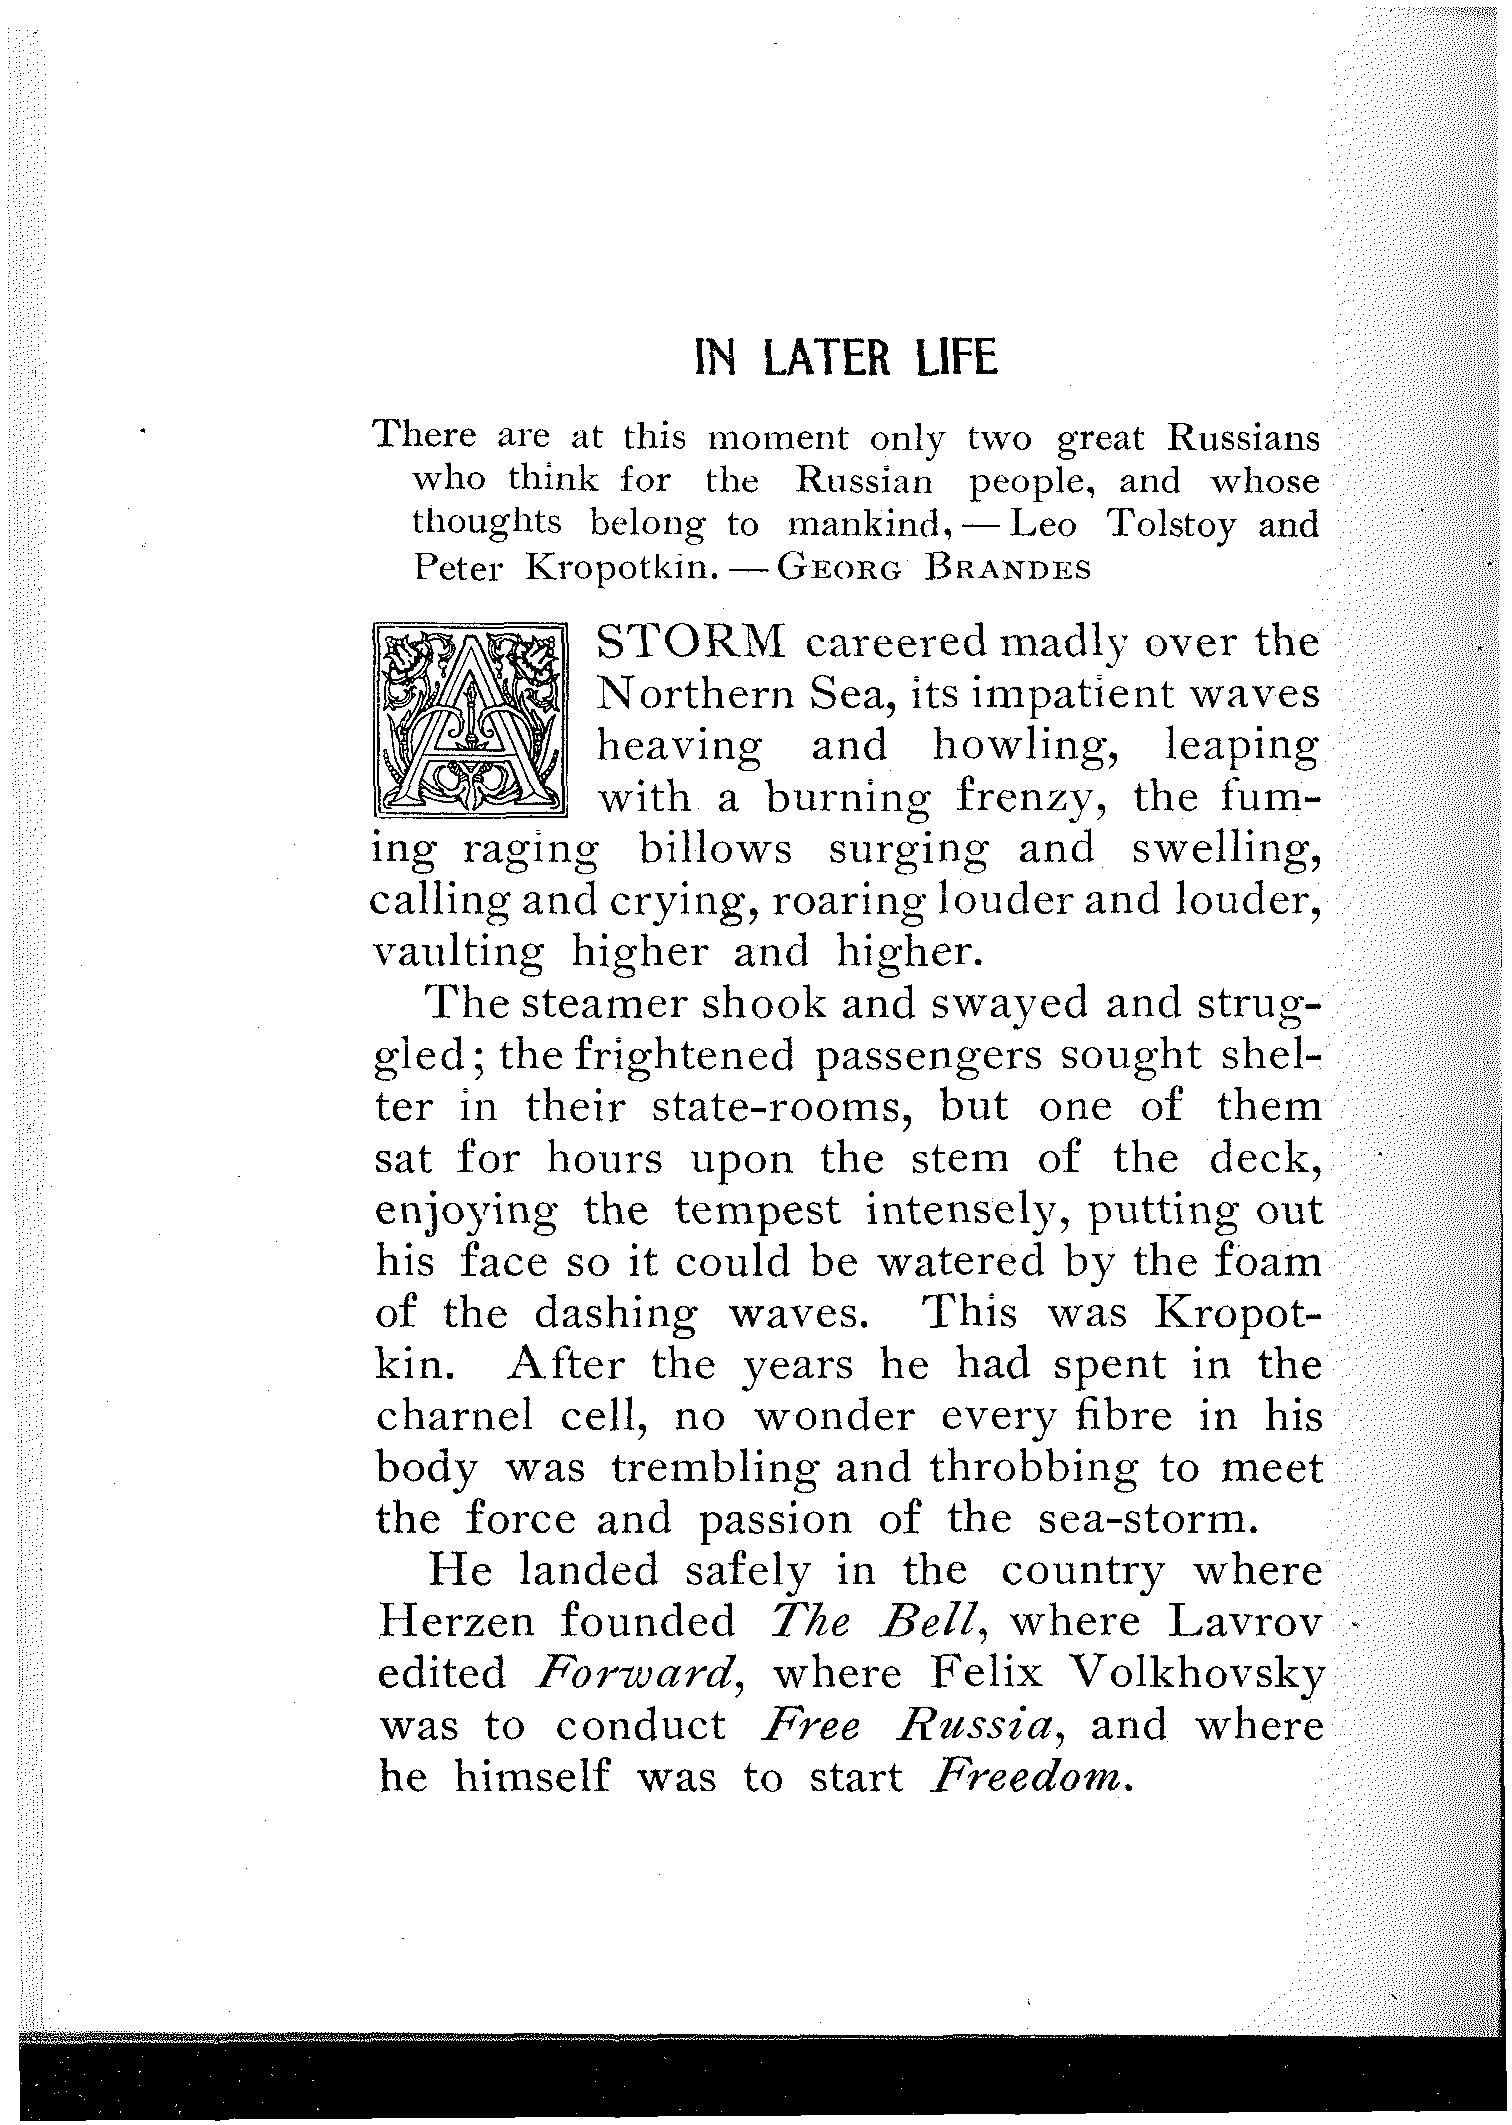 IN LATER LIFE
There are at this moment only two great Russians
who think for the Russian people, and whose
thoughts belong to mankind,—Leo Tolstoy and
Peter Kropotkin.—GEORG BRANDES
A STORM careered madly over the
Northern Sea, its impatient waves
heaving and howling, leaping
with a burning frenzy, the fum-
ing raging billows surging and swelling,
calling and crying, roaring louder and louder,
vaulting higher and higher.
The steamer shook and swayed and strug-
gled; the frightened passengers sought shel-
ter in their state-rooms, but one of them
sat for hours upon the stem of the deck,
enjoying the tempest intensely, putting out
his face so it could be watered by the foam
of the dashing waves. This was Kropot-
kin. After the years he had spent in the
charnel cell, no wonder every fibre in his
body was trembling and throbbing to meet
the force and passion of the sea-storm.
He landed safely in the country where
Herzen founded The Bell, where Lavrov
edited Forward, where Felix Volkhovsky
was to conduct Free Russia, and where
he himself was to start Freedom.